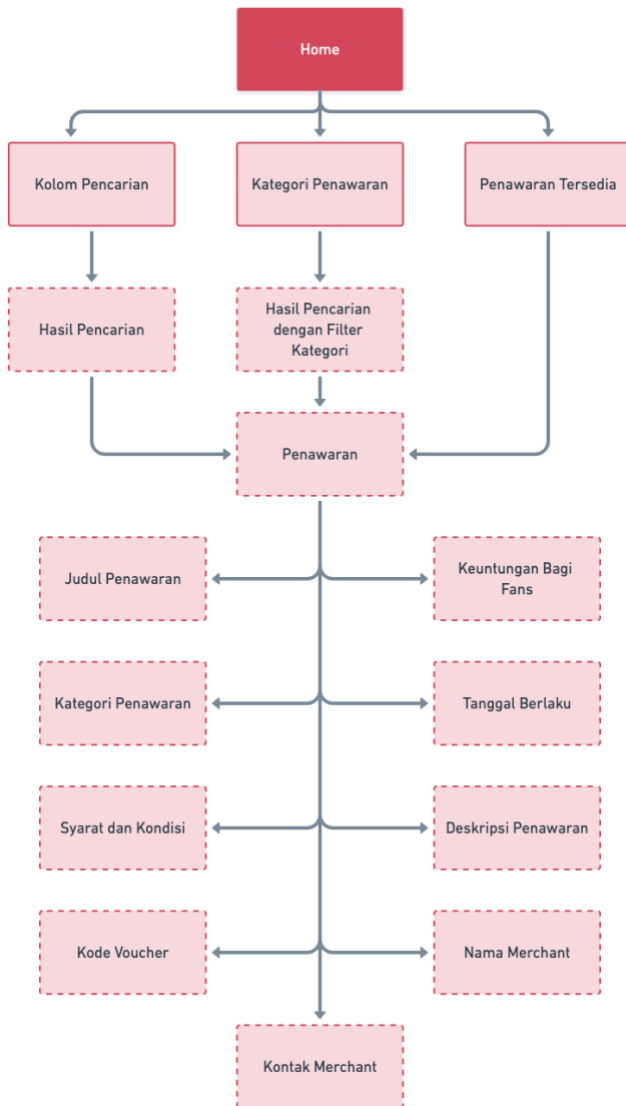 Home
Kolom Pencarian
Kategori Penawaran
Penawaran Tersedia
Hasil Pencarian
Hasil Pencarian
dengan Filter
Kategori
Penawaran
Judul Penawaran
Keuntungan Bagi
Fans
Kategori Penawaran
Tanggal Berlaku
Syarat dan Kondisi
Deskripsi Penawaran
Kode Voucher
Nama Merchant
Kontak Merchant